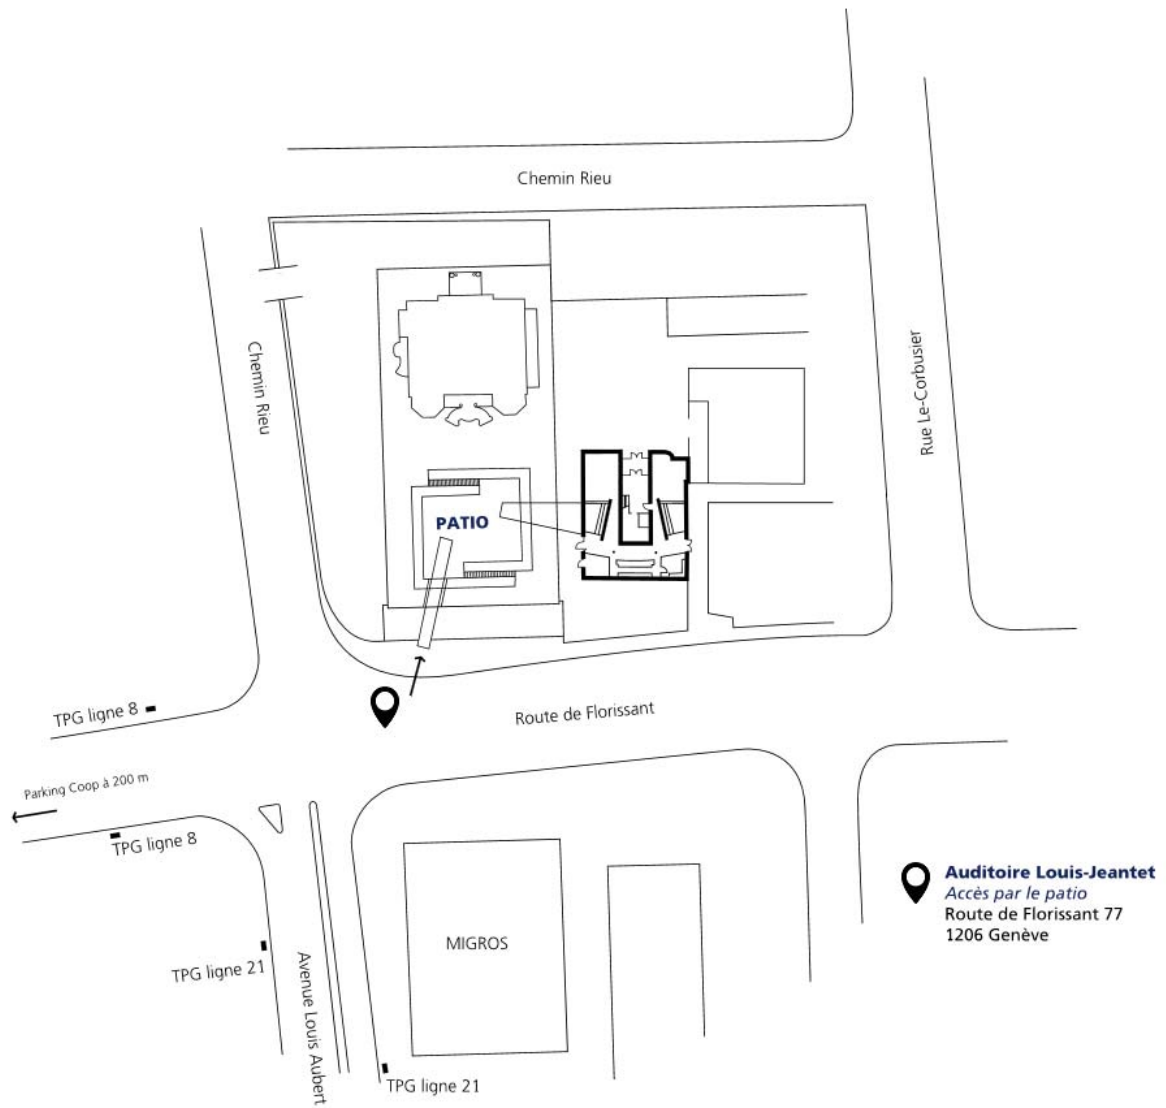 Chemin Rieu
Chemin Rieu
Rue Le-Corbusier
PATIO
TPG ligne 8
Route de Florissant
Parking Coop à 200 m
TPG ligne 8
Auditoire Louis-Jeantet
Accès par le patio
Route de Florissant 77
1206 Genève
MIGROS
TPG ligne 21
Avenue Louis Aubert
TPG ligne 21